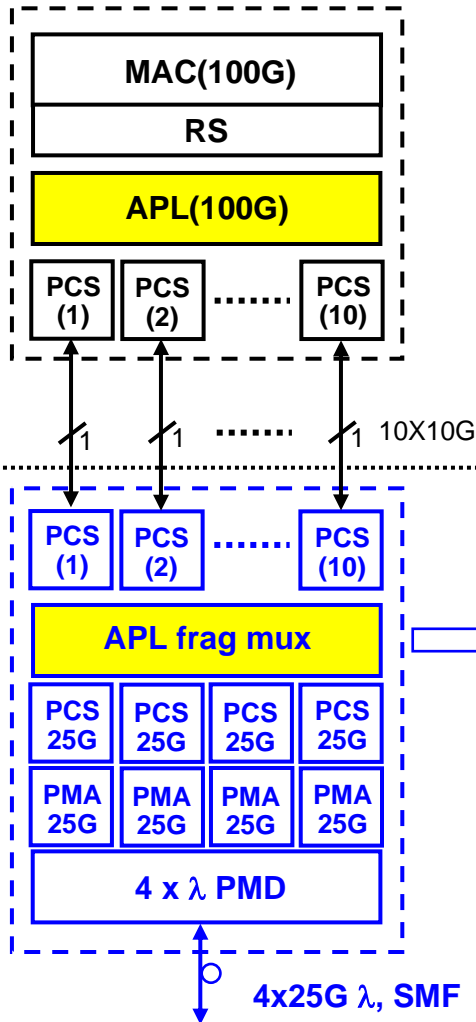 MAC(100G)
RS
APL(100G)
PCS PCS ........ PCS
(1) (2) (10)
1 1 ........ 1 10X10G
PCS PCS ........ PCS
(1) (2) (10)
APL frag mux
PCS PCS PCS PCS
25G 25G 25G 25G
PMA PMA PMA PMA
25G 25G 25G 25G
4 x λ PMD
4x25G λ, SMF